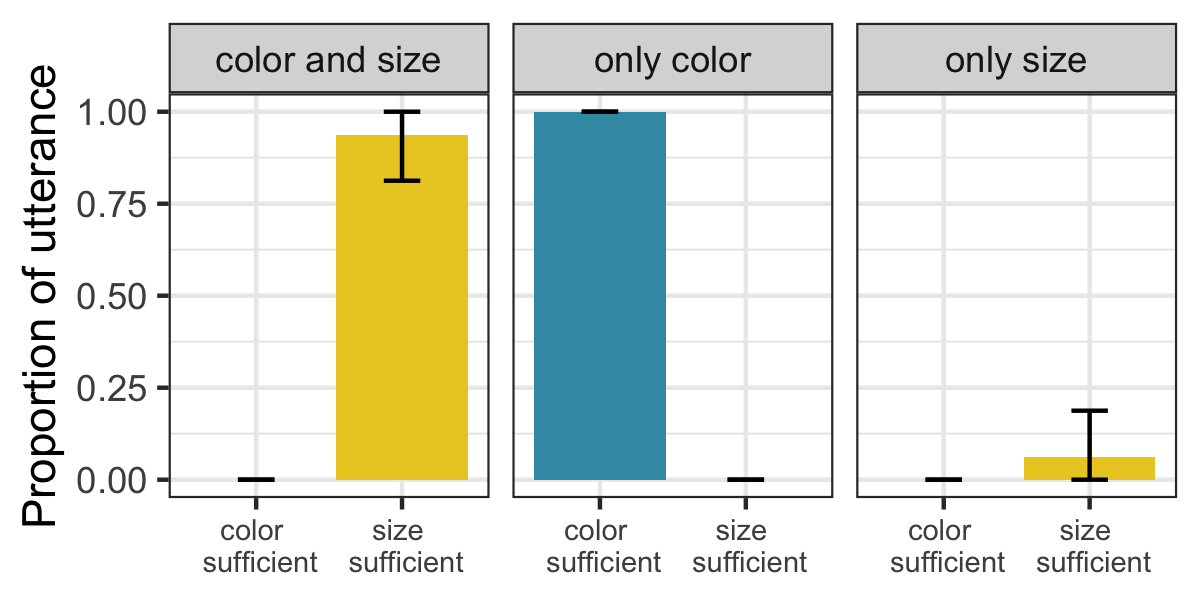 color and size
only color
only size
Proportion of utterance
1.00
0.75
0.50
0.25
0.00
color
sufficient
size
sufficient
color
sufficient
size
sufficient
color
sufficient
size
sufficient